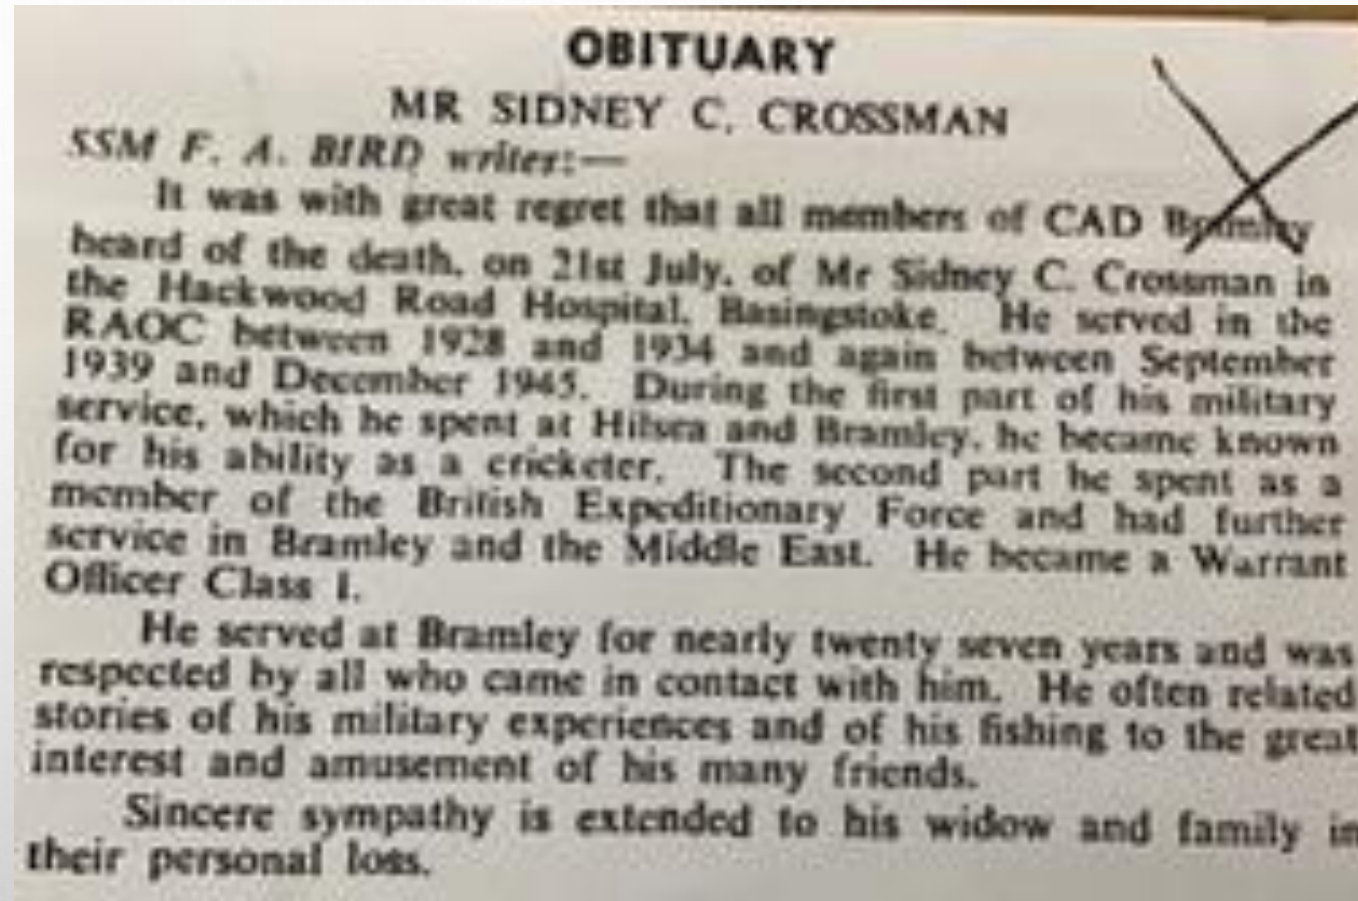 OBITUARY
MR SIDNEY C. CROSSMAN
SSM F. A. BIRD writes:—
It was with great regret that all members of CAD Bramley
heard of the death, on 21st July, of Mr Sidney C. Crossman in
the Hackwood Road Hospital, Basingstoke. He served in the
RAOC between 1928 and 1934 and again between September
1939 and December 1945. During the first part of his military
service, which he spent at Hilsea and Bramley, he became known
for his ability as a cricketer. The second part he spent as a
member of the British Expeditionary Force and had further
service in Bramley and the Middle East. He became a Warrant
Officer Class I.
He served at Bramley for nearly twenty seven years and was
respected by all who came in contact with him. He often related
stories of his military experiences and of his fishing to the great
interest and amusement of his many friends.
Sincere sympathy is extended to his widow and family in
their personal loss.